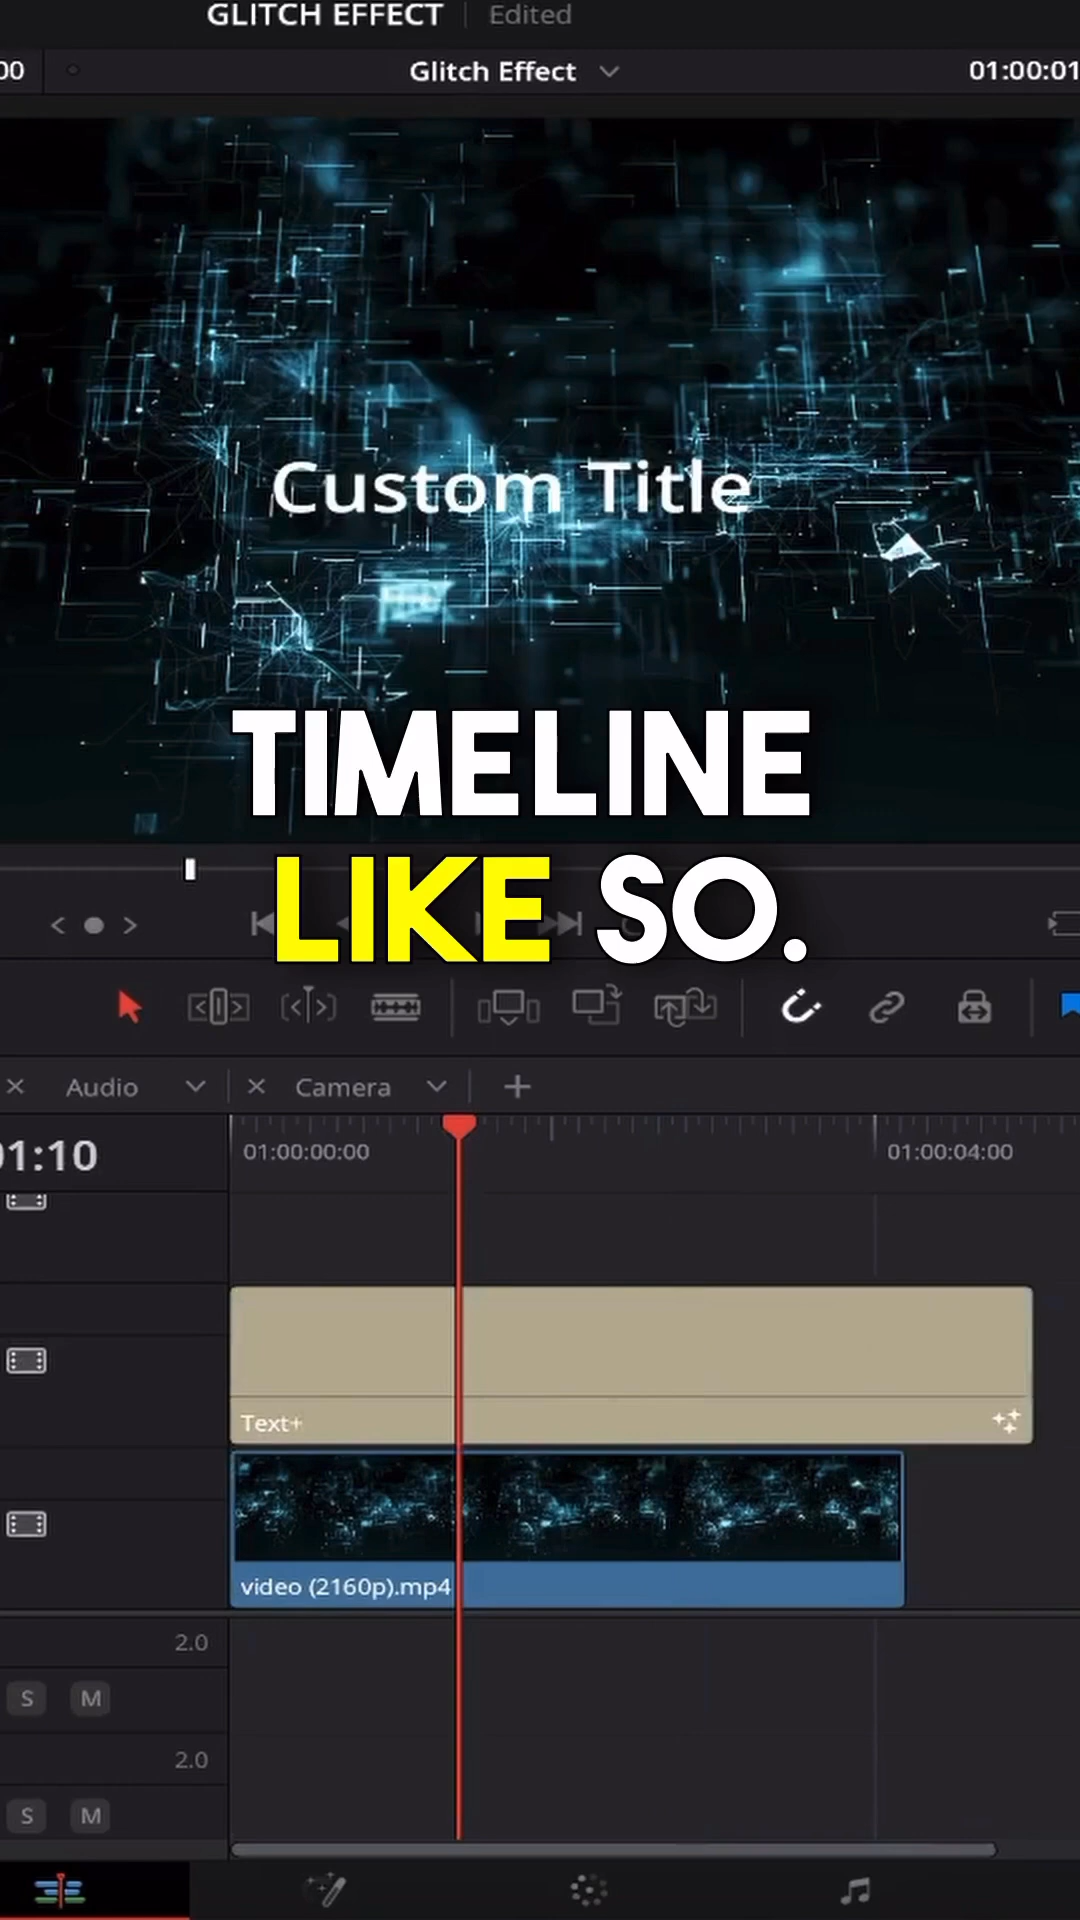 GLITCH EFFECT | Edited
00 Glitch Effect 01:00:01
Custom Title
TIMELINE
LIKE SO.
Audio Camera
01:10 01:00:00:00 01:00:04:00
Text+
video (2160p).mp4
2.0
S M
2.0
S M